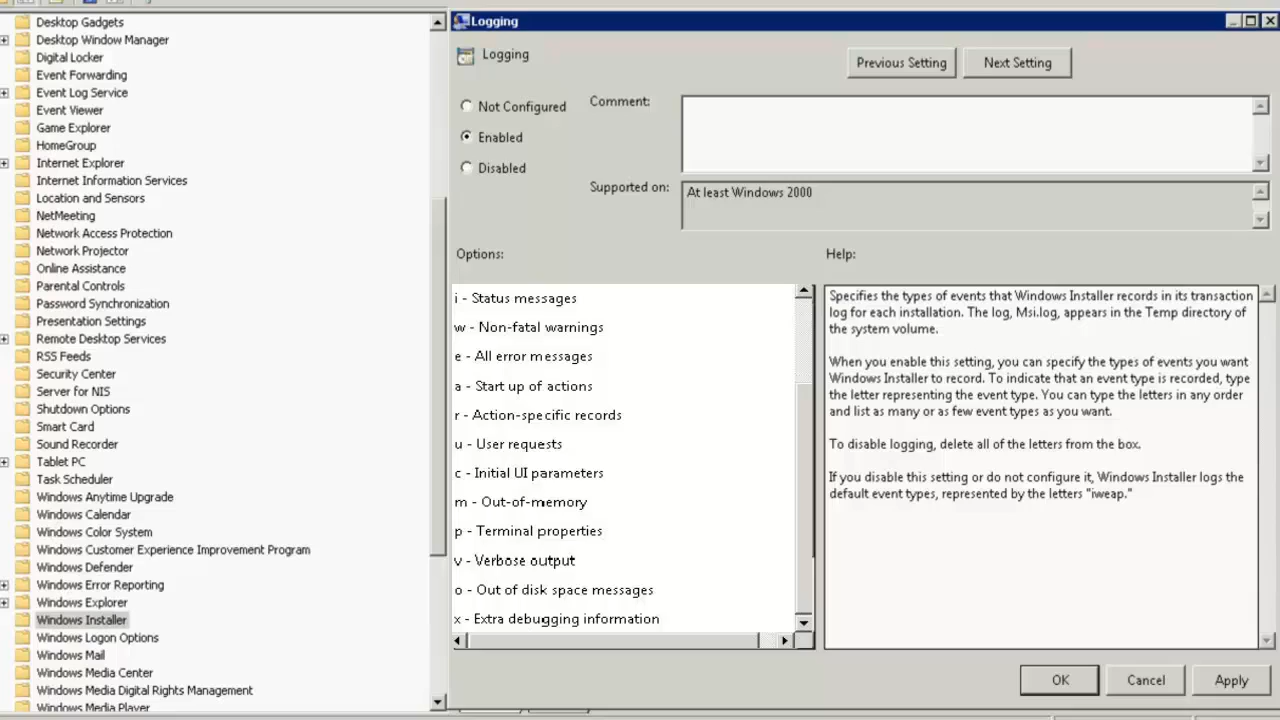 Desktop Gadgets
Desktop Window Manager
Digital Locker
Event Forwarding
Event Log Service
Event Viewer
Game Explorer
HomeGroup
Internet Explorer
Internet Information Services
Location and Sensors
NetMeeting
Network Access Protection
Network Projector
Online Assistance
Parental Controls
Password Synchronization
Presentation Settings
Remote Desktop Services
RSS Feeds
Security Center
Server for NIS
Shutdown Options
Smart Card
Sound Recorder
Tablet PC
Task Scheduler
Windows Anytime Upgrade
Windows Calendar
Windows Color System
Windows Customer Experience Improvement Program
Windows Defender
Windows Error Reporting
Windows Explorer
Windows Installer
Windows Logon Options
Windows Mail
Windows Media Center
Windows Media Digital Rights Management
Windows Media Player
Logging
Logging
Previous Setting
Next Setting
Not Configured
Enabled
Disabled
Comment:
Supported on:
At least Windows 2000
Options:
Help:
i - Status messages
w - Non-fatal warnings
e - All error messages
a - Start up of actions
r - Action-specific records
u - User requests
c - Initial UI parameters
m - Out-of-memory
p - Terminal properties
v - Verbose output
o - Out of disk space messages
x - Extra debugging information
Specifies the types of events that Windows Installer records in its transaction
log for each installation. The log, Msi.log, appears in the Temp directory of
the system volume.
When you enable this setting, you can specify the types of events you want
Windows Installer to record. To indicate that an event type is recorded, type
the letter representing the event type. You can type the letters in any order
and list as many or as few event types as you want.
To disable logging, delete all of the letters from the box.
If you disable this setting or do not configure it, Windows Installer logs the
default event types, represented by the letters "iweap."
OK
Cancel
Apply